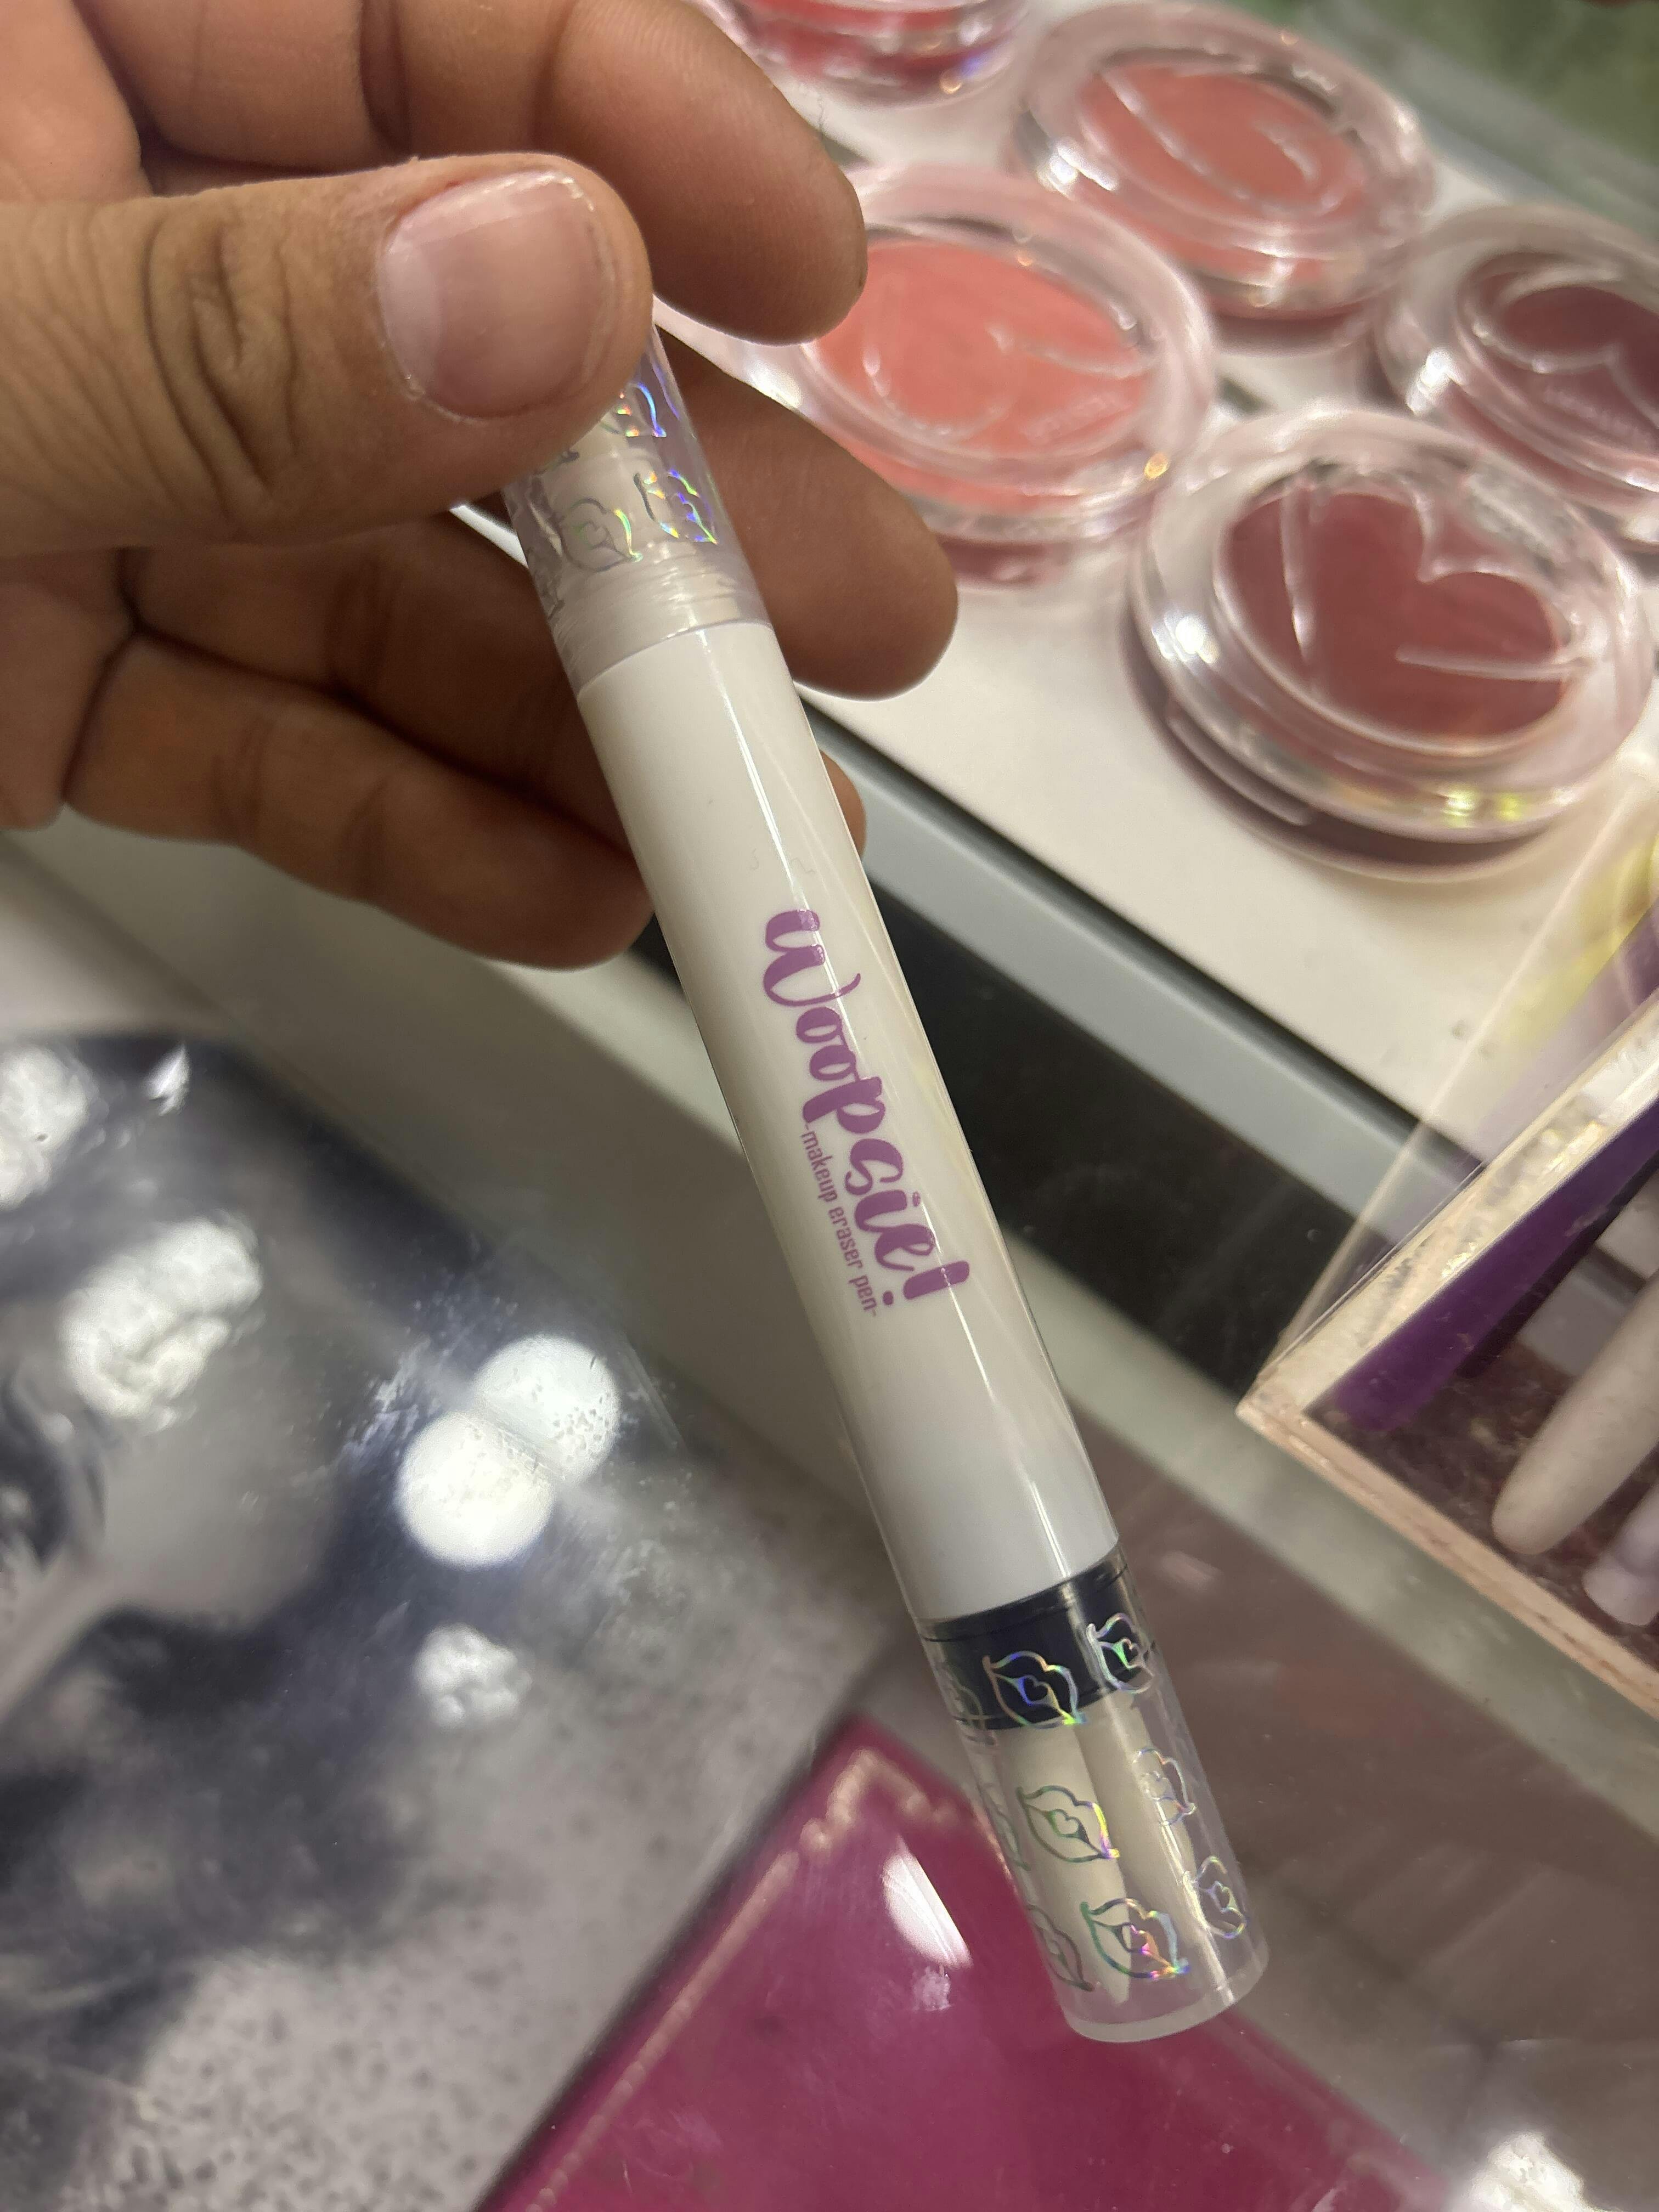 Woopsie!
-makeup eraser pen-